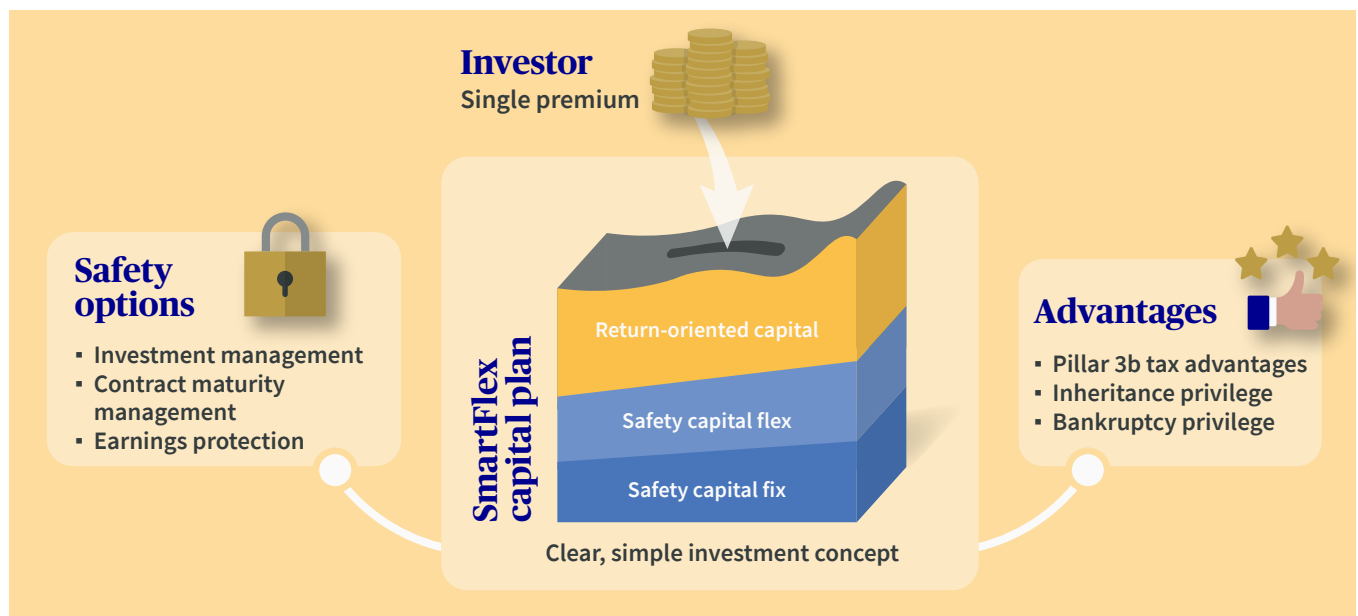 Investor
Single premium
Safety
options
▪ Investment management
▪ Contract maturity
management
▪ Earnings protection
SmartFlex
capital plan
Return-oriented capital
Safety capital flex
Safety capital fix
Clear, simple investment concept
Advantages
▪ Pillar 3b tax advantages
▪ Inheritance privilege
▪ Bankruptcy privilege